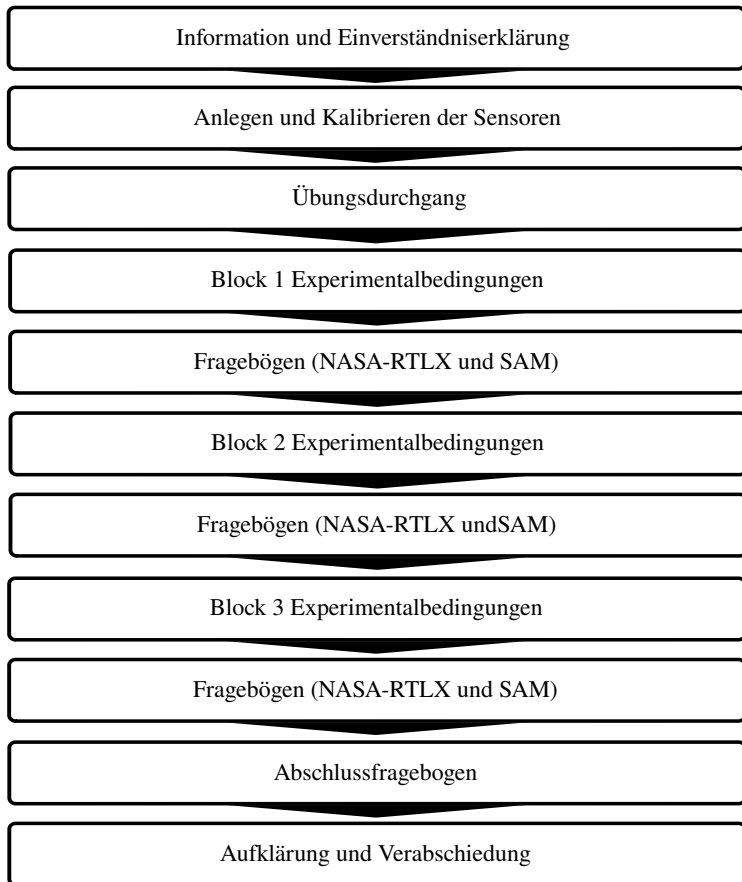 Information und Einverständniserklärung
Anlegen und Kalibrieren der Sensoren
Übungsdurchgang
Block 1 Experimentalbedingungen
Fragebögen (NASA-RTLX und SAM)
Block 2 Experimentalbedingungen
Fragebögen (NASA-RTLX undSAM)
Block 3 Experimentalbedingungen
Fragebögen (NASA-RTLX und SAM)
Abschlussfragebogen
Aufklärung und Verabschiedung